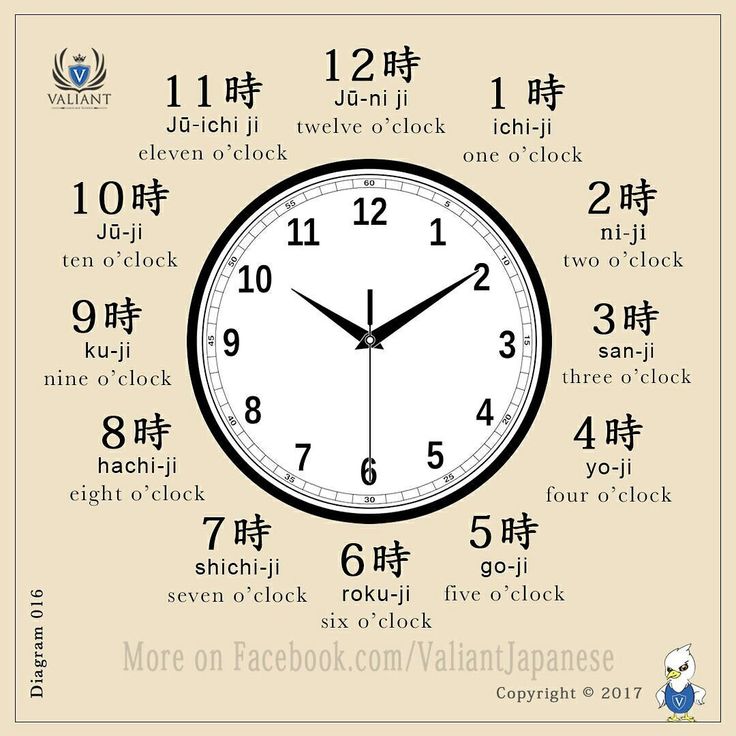 V
VALIANT
12時
Jū-ni ji
twelve o'clock
11時
Jū-ichi ji
eleven o'clock
1時
ichi-ji
one o'clock
10時
Jū-ji
ten o'clock
2時
ni-ji
two o'clock
9時
ku-ji
nine o'clock
3時
san-ji
three o'clock
8時
hachi-ji
eight o'clock
4時
yo-ji
four o'clock
7時
shichi-ji
seven o'clock
6時
roku-ji
six o'clock
5時
go-ji
five o'clock
60
55
10
50
15
45
20
40
25
35
30
12
11
1
10
2
9
3
8
4
7
5
6
More on Facebook.com/ValiantJapanese
Diagram 016
Copyright © 2017
V